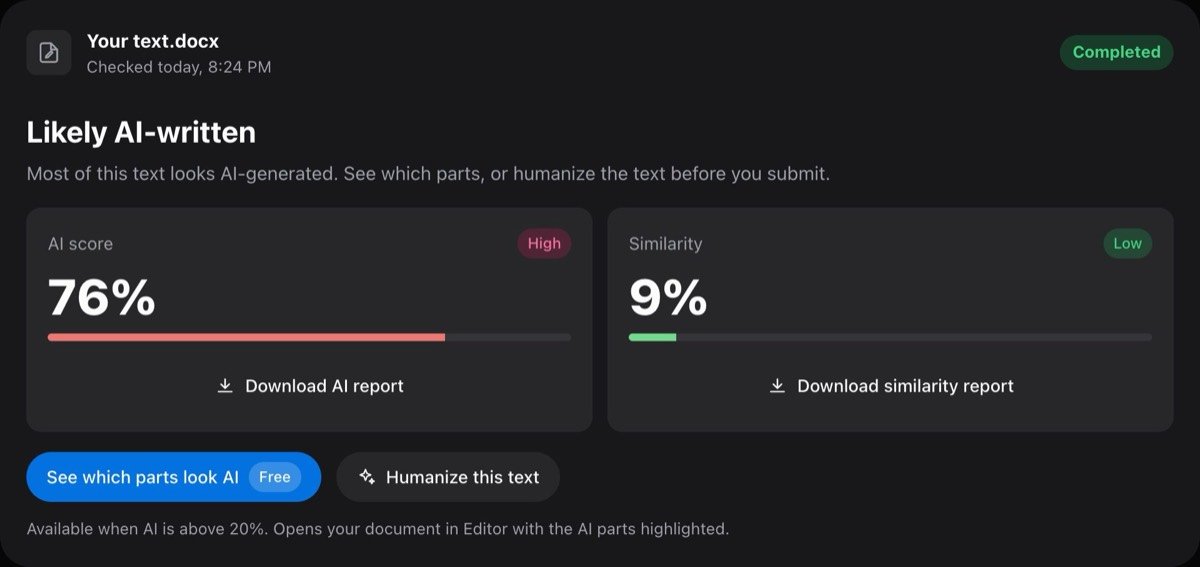 Your text.docx
Checked today, 8:24 PM
Completed
Likely AI-written
Most of this text looks AI-generated. See which parts, or humanize the text before you submit.
AI score
High
76%
Download AI report
Similarity
Low
9%
Download similarity report
See which parts look AI Free
Humanize this text
Available when AI is above 20%. Opens your document in Editor with the AI parts highlighted.